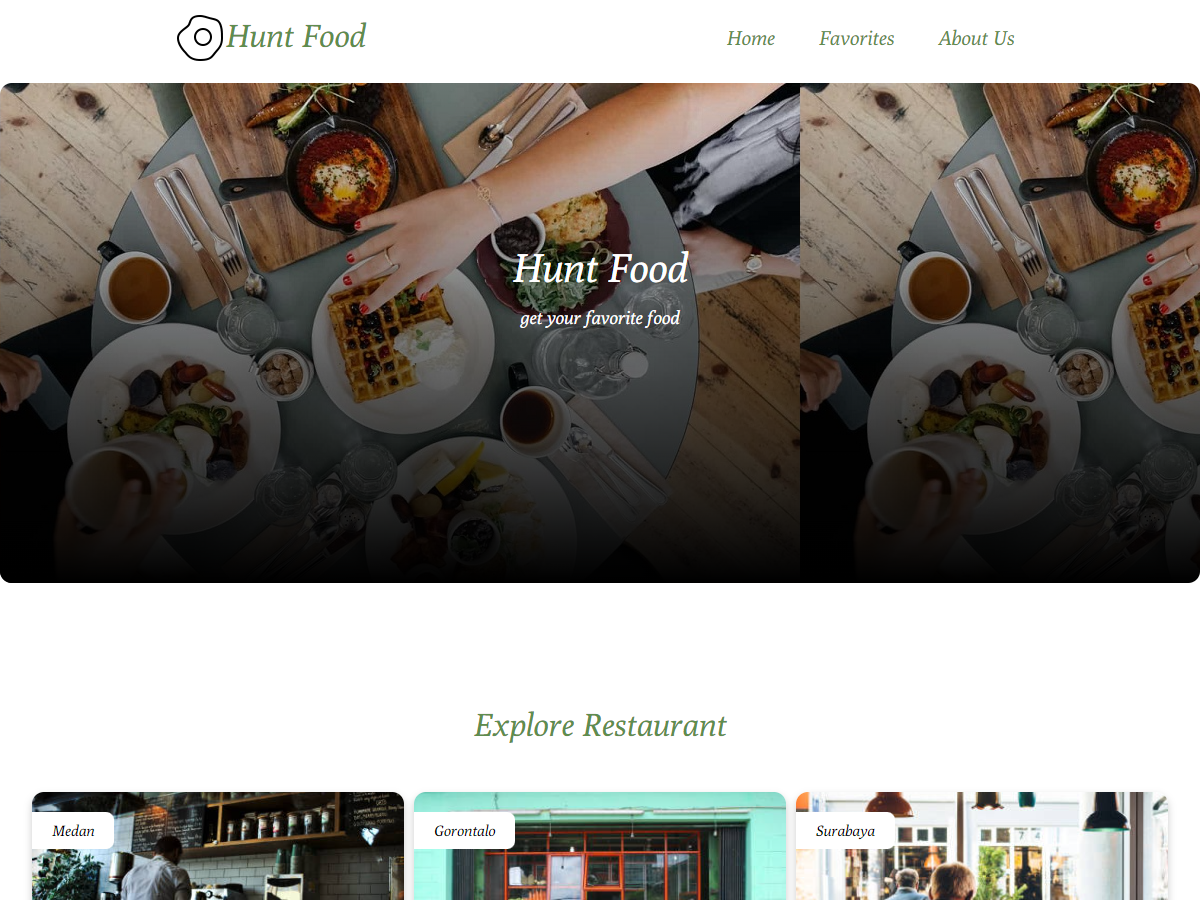 Hunt Food
Home
Favorites
About Us
Hunt Food
get your favorite food
Explore Restaurant
Medan
Gorontalo
Surabaya